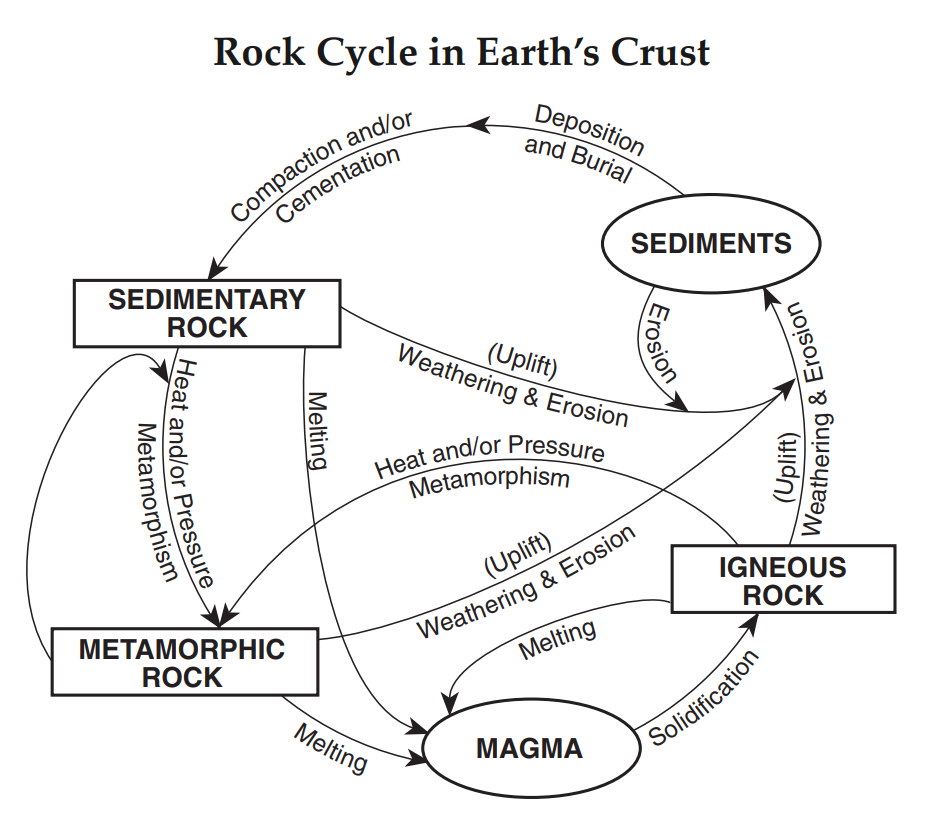 Rock Cycle in Earth's Crust
Deposition
and Burial
Compaction and/or
Cementation
SEDIMENTS
SEDIMENTARY
ROCK
Erosion
(Uplift)
Weathering & Erosion
(Uplift)
Weathering & Erosion
Heat and/or Pressure
Metamorphism
Melting
Heat and/or Pressure
Metamorphism
(Uplift)
Weathering & Erosion
IGNEOUS
ROCK
METAMORPHIC
ROCK
Melting
Solidification
Melting
MAGMA